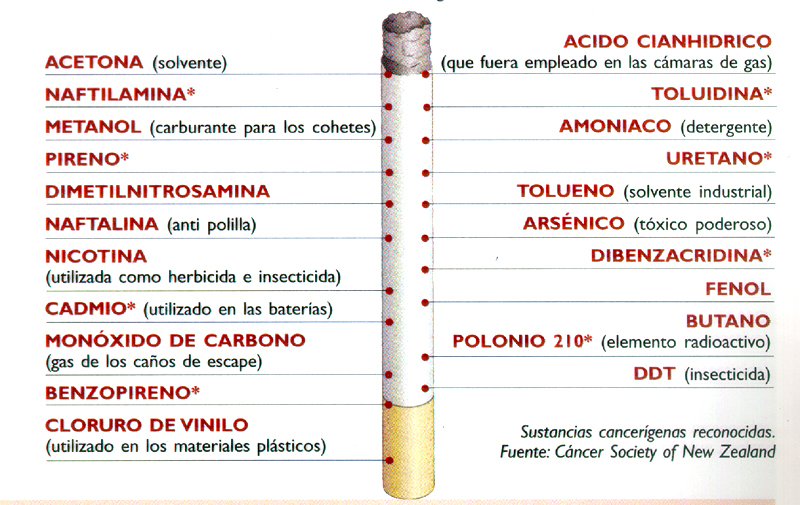 ACETONA (solvente)
NAFTILAMINA*
METANOL (carburante para los cohetes)
PIRENO*
DIMETILNITROSAMINA
NAFTALINA (anti polilla)
NICOTINA
(utilizada como herbicida e insecticida)
CADMIO* (utilizado en las baterías)
MONÓXIDO DE CARBONO
(gas de los caños de escape)
BENZOPIRENO*
CLORURO DE VINILO
(utilizado en los materiales plásticos)
ACIDO CIANHIDRICO
(que fuera empleado en las cámaras de gas)
TOLUIDINA*
AMONIACO (detergente)
URETANO*
TOLUENO (solvente industrial)
ARSÉNICO (tóxico poderoso)
DIBENZACRIDINA*
FENOL
BUTANO
POLONIO 210* (elemento radioactivo)
DDT (insecticida)
Sustancias cancerígenas reconocidas.
Fuente: Cáncer Society of New Zealand